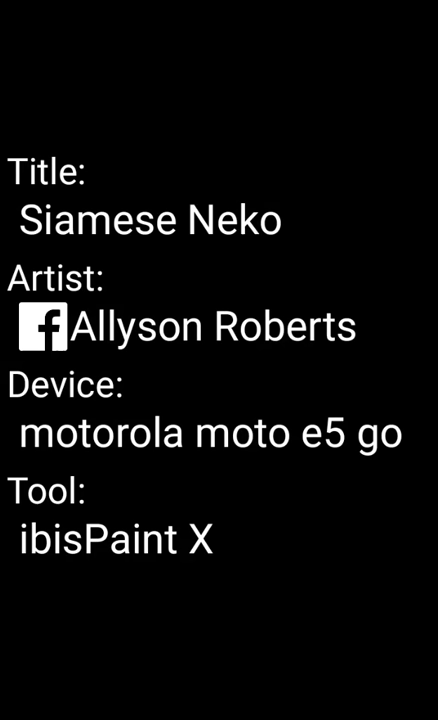 Title:
Siamese Neko
Artist:
Allyson Roberts
Device:
motorola moto e5 go
Tool:
ibisPaint X